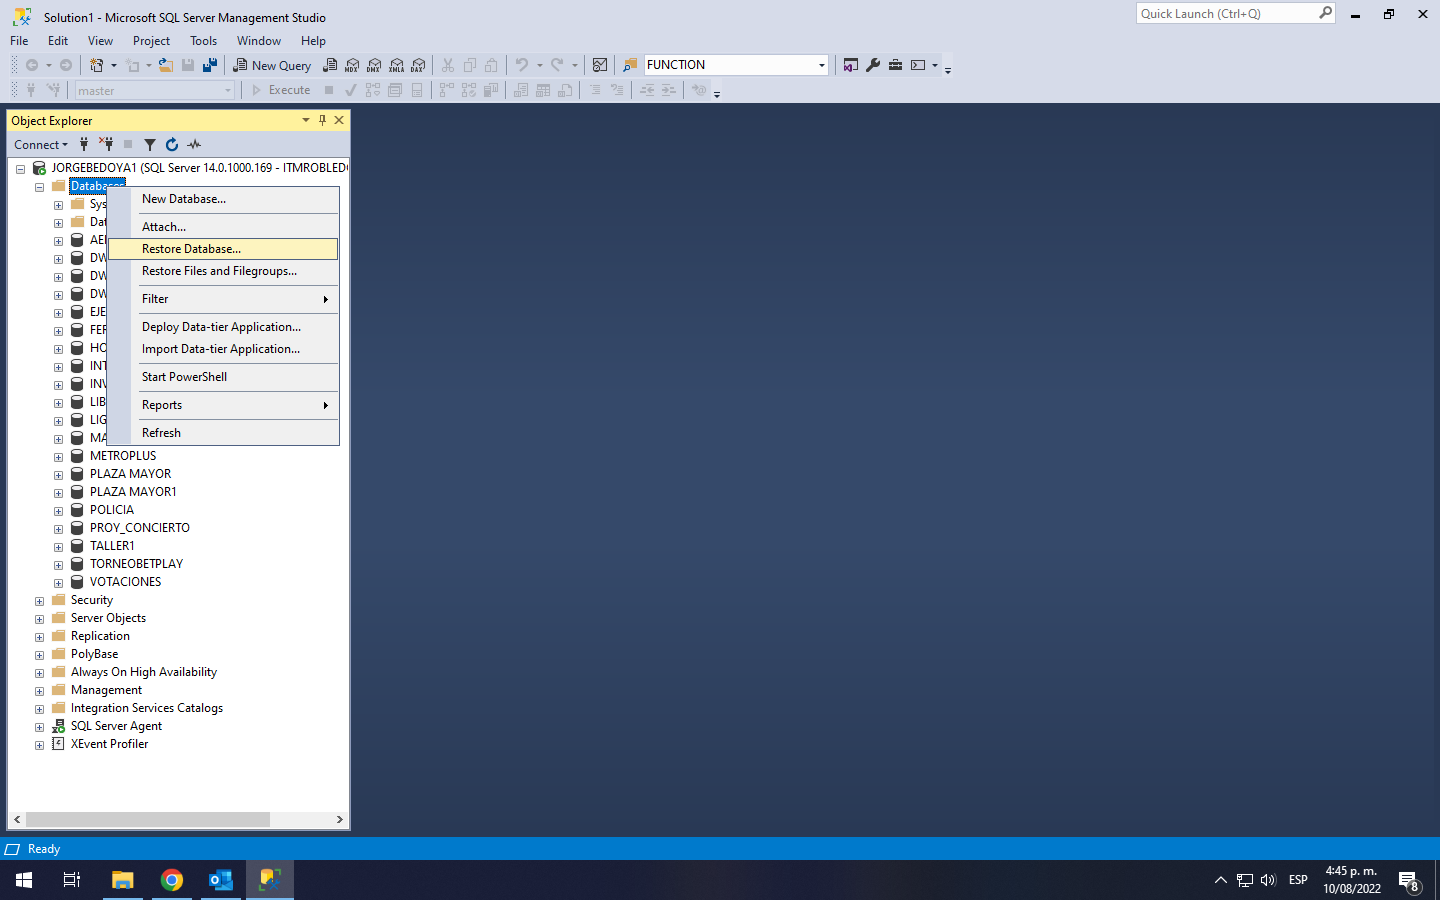 Solution1 - Microsoft SQL Server Management Studio
Quick Launch (Ctrl+Q)
File Edit View Project Tools Window Help
New Query MDX DMX XMLA DAX FUNCTION
master Execute
Object Explorer
Connect
JORGEBEDOYA1 (SQL Server 14.0.1000.169 - ITMROBLED
Databases
New Database...
Attach...
Restore Database...
Restore Files and Filegroups...
Filter
Deploy Data-tier Application...
Import Data-tier Application...
Start PowerShell
Reports
Refresh
Sys
Dat
DW
DW
DW
EJE
HO
INT
LIB
LIG
METROPLUS
PLAZA MAYOR
PLAZA MAYOR1
POLICIA
PROY_CONCIERTO
TALLER1
TORNEOBETPLAY
VOTACIONES
Security
Server Objects
Replication
PolyBase
Always On High Availability
Management
Integration Services Catalogs
SQL Server Agent
XEvent Profiler
Ready
ESP
4:45 p. m.
10/08/2022
8